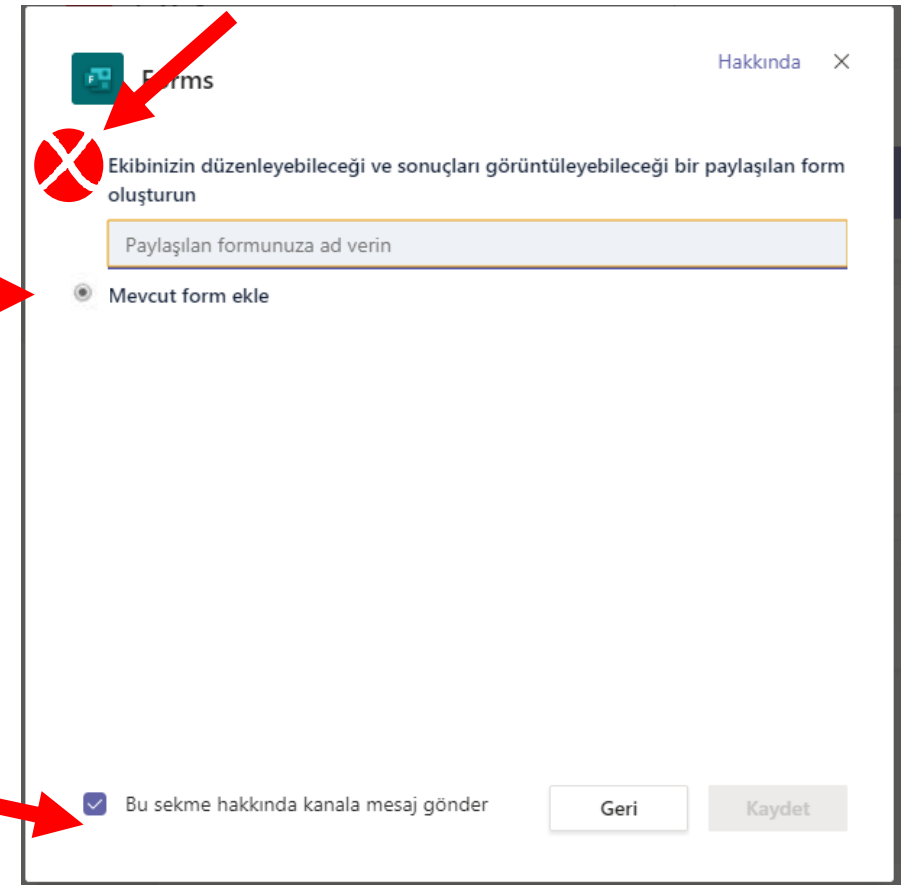 Forms
Hakkında
Ekibinizin düzenleyebileceği ve sonuçları görüntüleyebileceği bir paylaşılan form
oluşturun
Paylaşılan formunuza ad verin
Mevcut form ekle
Bu sekme hakkında kanala mesaj gönder
Geri
Kaydet